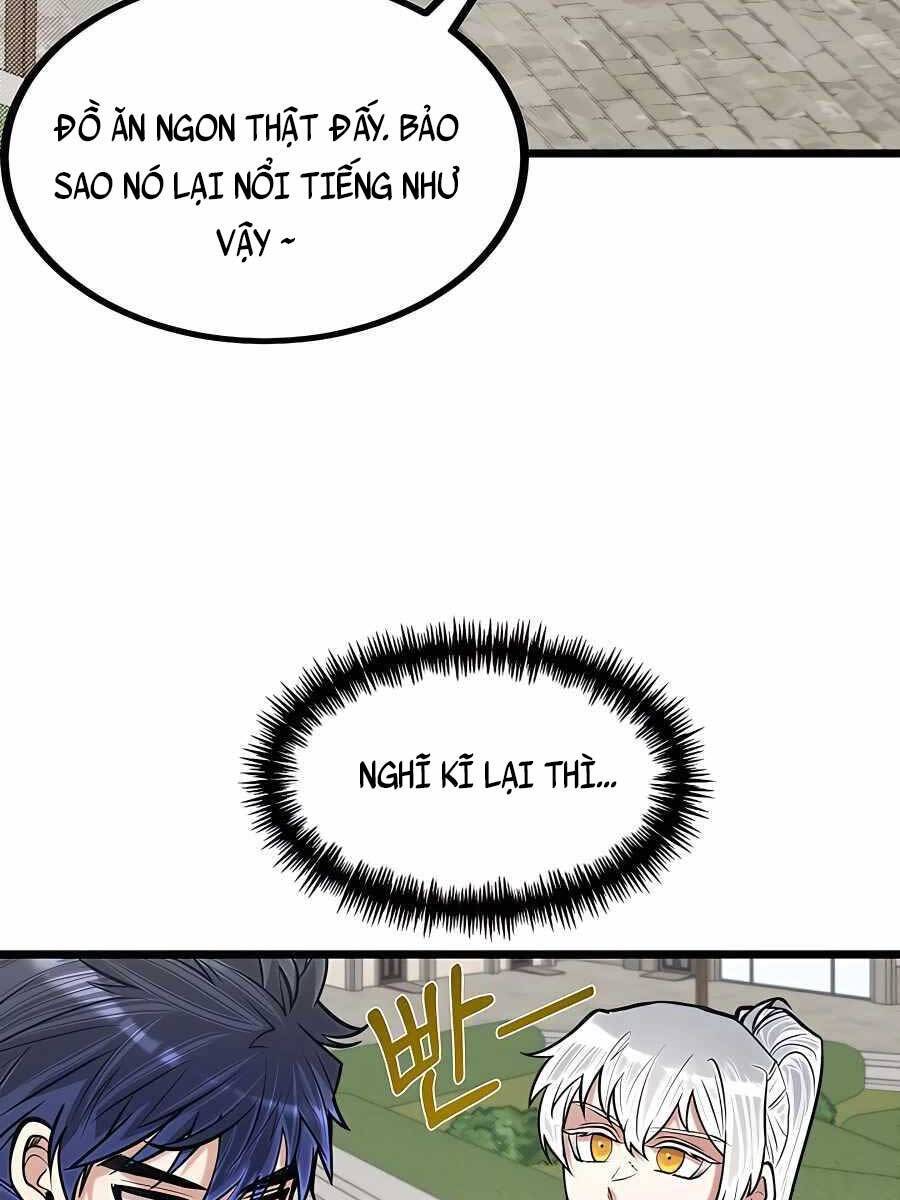 ĐỒ ĂN NGON THẬT ĐẤY. BẢO
SAO NÓ LẠI NỔI TIẾNG NHƯ
VẬY ~
NGHĨ KĨ LẠI THÌ...
빤—